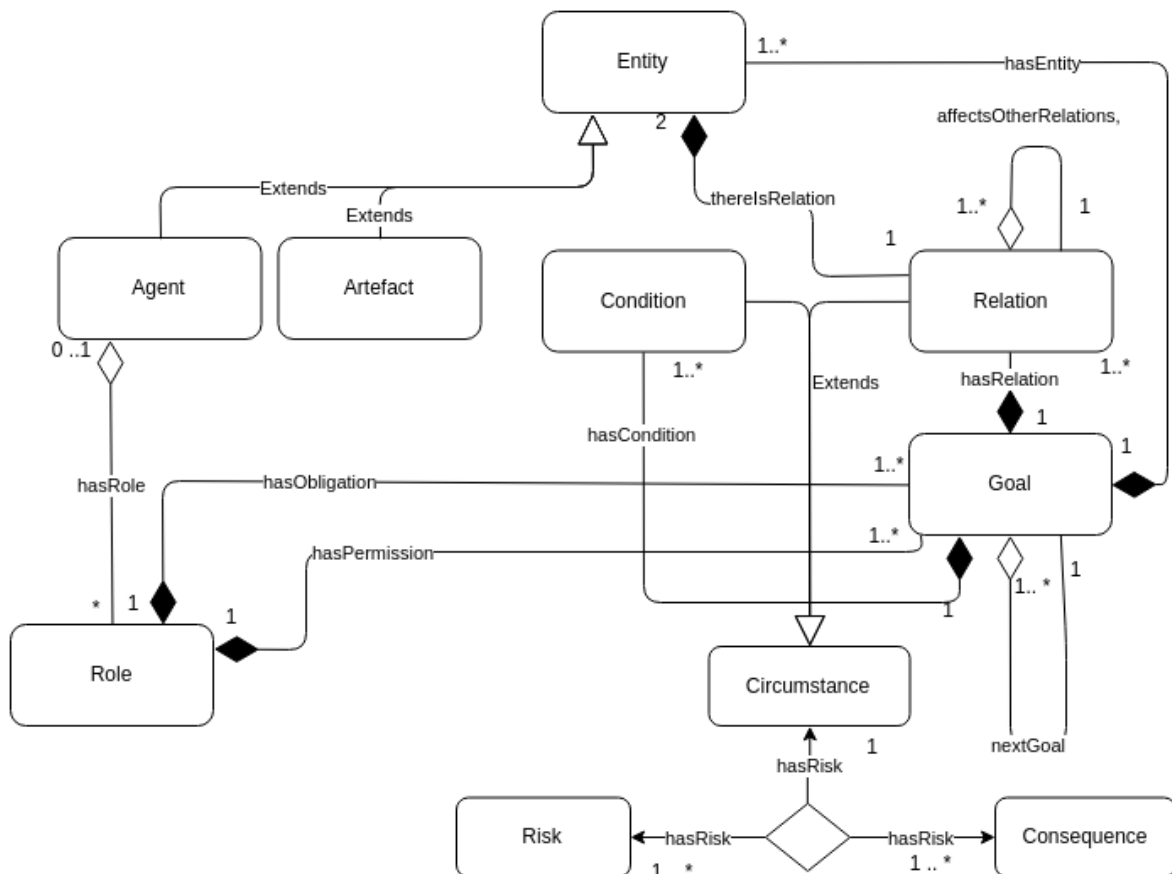 Entity
1..*
hasEntity
2
affectsOtherRelations,
Extends
thereIsRelation
1..*
1
Extends
1
Agent
Artefact
Condition
Relation
0 ..1
1..*
Extends
hasRelation
1..*
1
hasCondition
1
1..*
Goal
hasRole
hasObligation
1..*
hasPermission
1
1.. *
*
1
1
1
Role
Circumstance
1
nextGoal
hasRisk
Risk
hasRisk
hasRisk
Consequence
1.. *
1 .. *